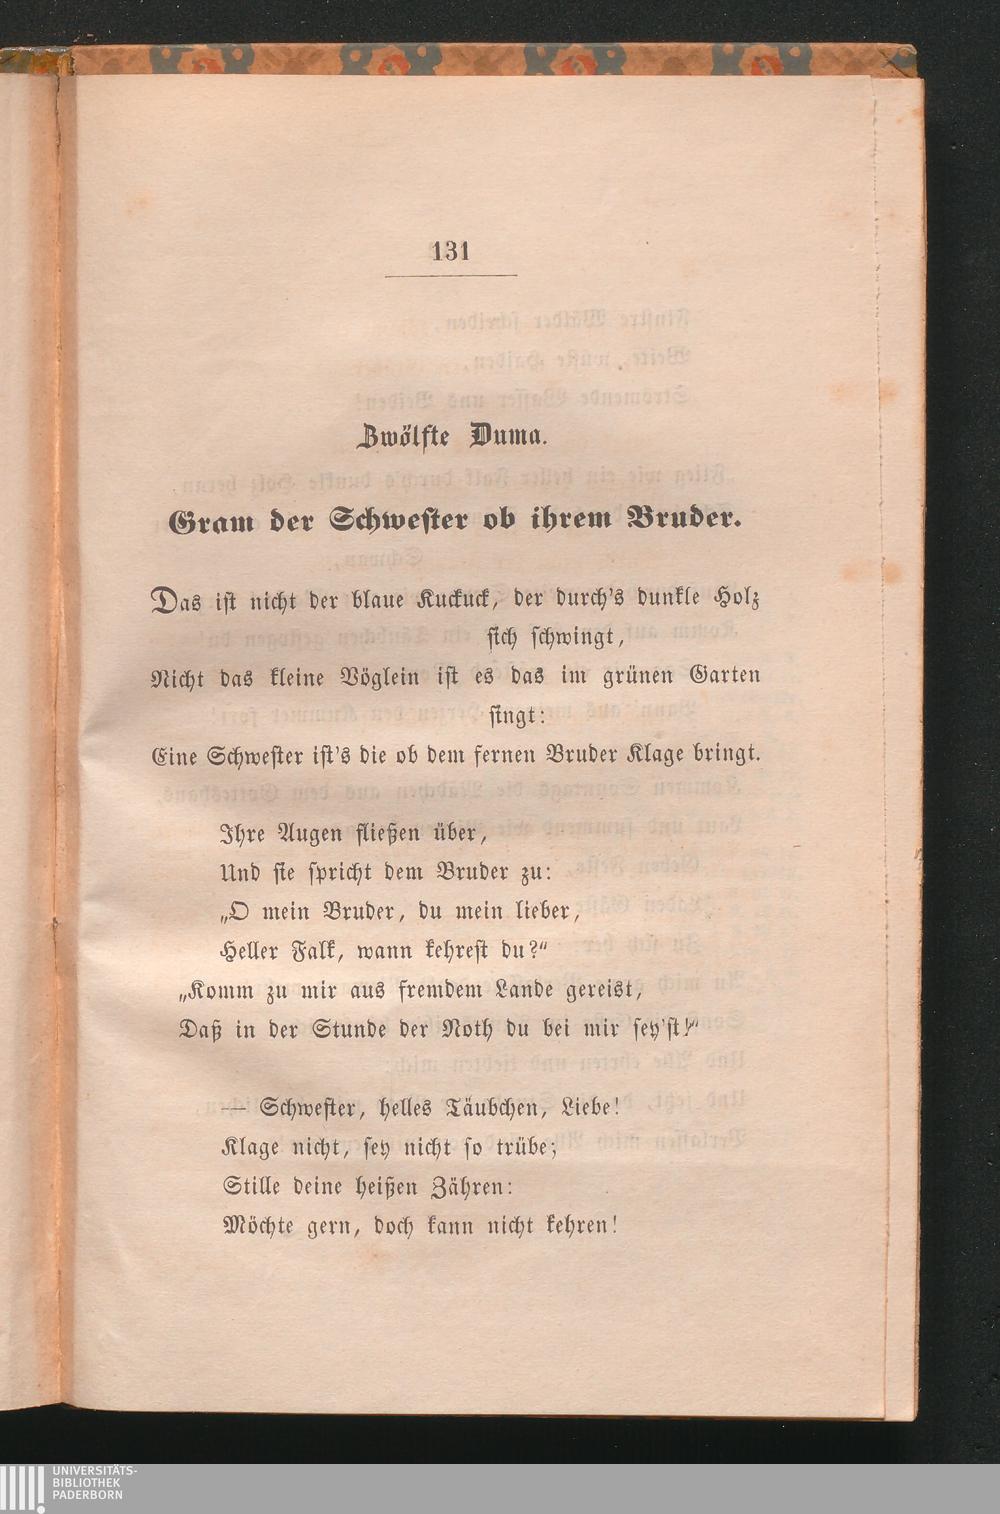 131
Zwölfte Duma.
Gram der Schwester ob ihrem Bruder.
Das ist nicht der blaue Kuckuck, der durch's dunkle Holz
sich schwingt,
Nicht das kleine Vöglein ist es das im grünen Garten
singt:
Eine Schwester ist's die ob dem fernen Bruder Klage bringt.
Ihre Augen fließen über,
Und sie spricht dem Bruder zu:
„O mein Bruder, du mein lieber,
Heller Falk, wann kehrest du?“
„Komm zu mir aus fremdem Lande gereist,
Daß in der Stunde der Noth du bei mir sey'st!“
— Schwester, helles Täubchen, Liebe!
Klage nicht, sey nicht so trübe;
Stille deine heißen Zähren:
Möchte gern, doch kann nicht kehren!
UNIVERSITÄTS-
BIBLIOTHEK
PADERBORN